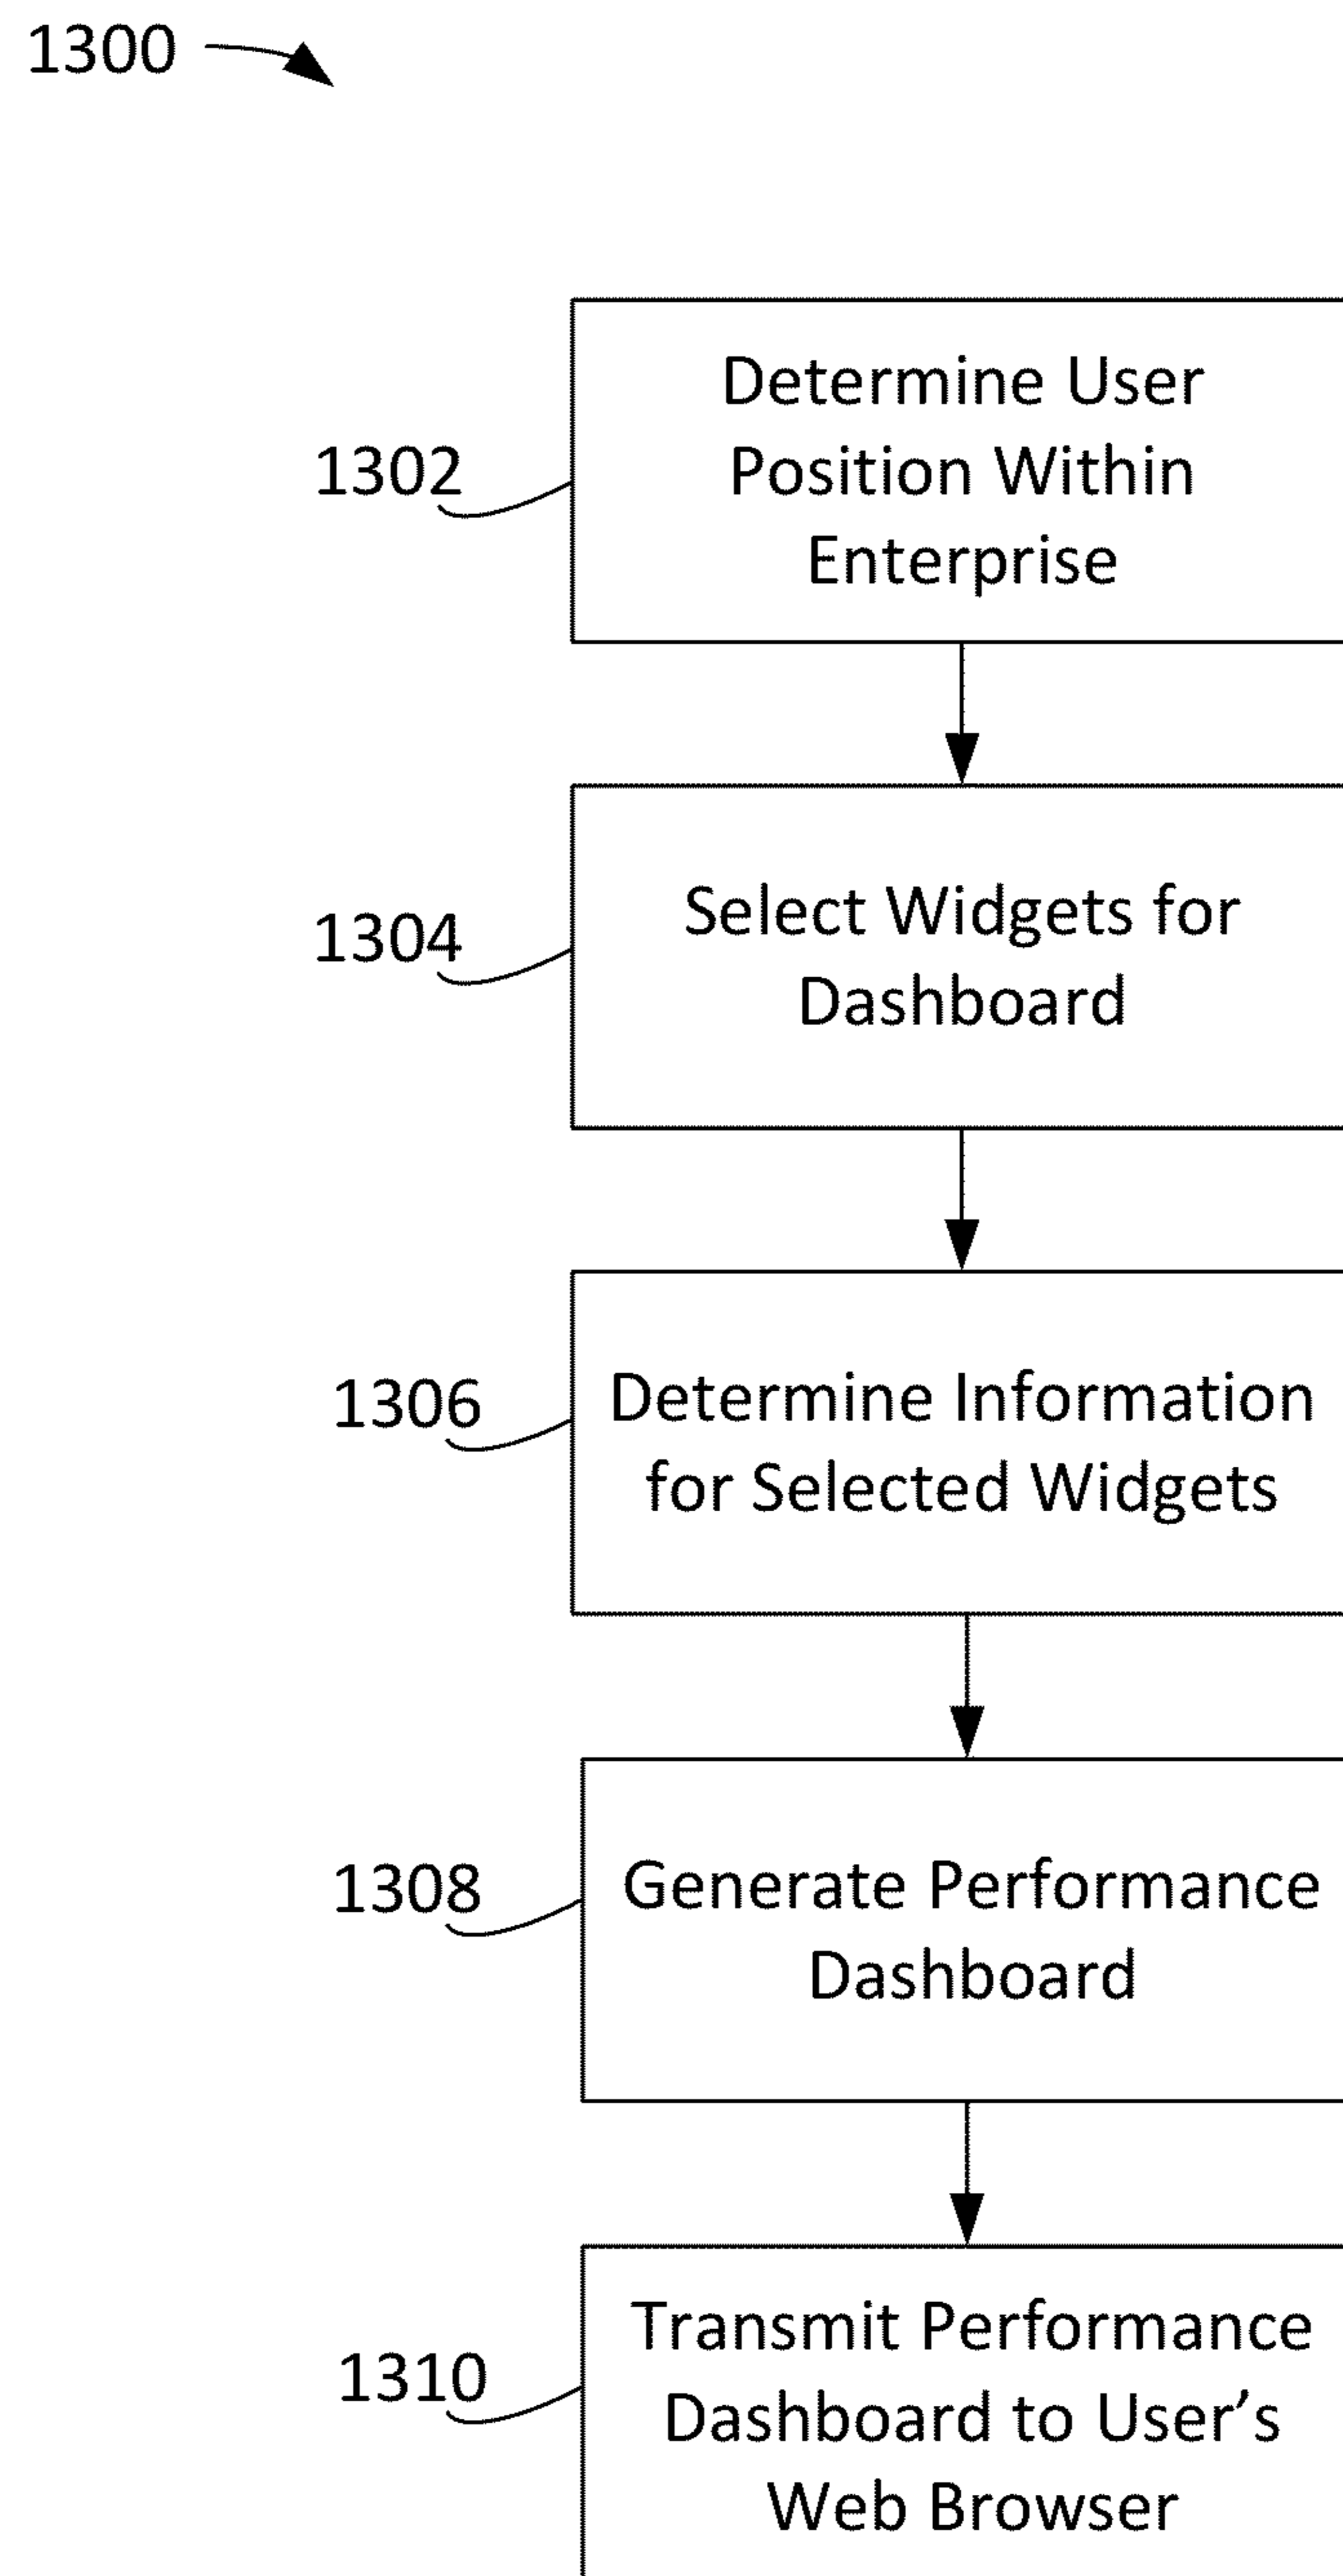 1300
Determine User
Position Within
Enterprise
1302
Select Widgets for
Dashboard
1304
Determine Information
for Selected Widgets
1306
Generate Performance
Dashboard
1308
Transmit Performance
Dashboard to User’s
Web Browser
1310